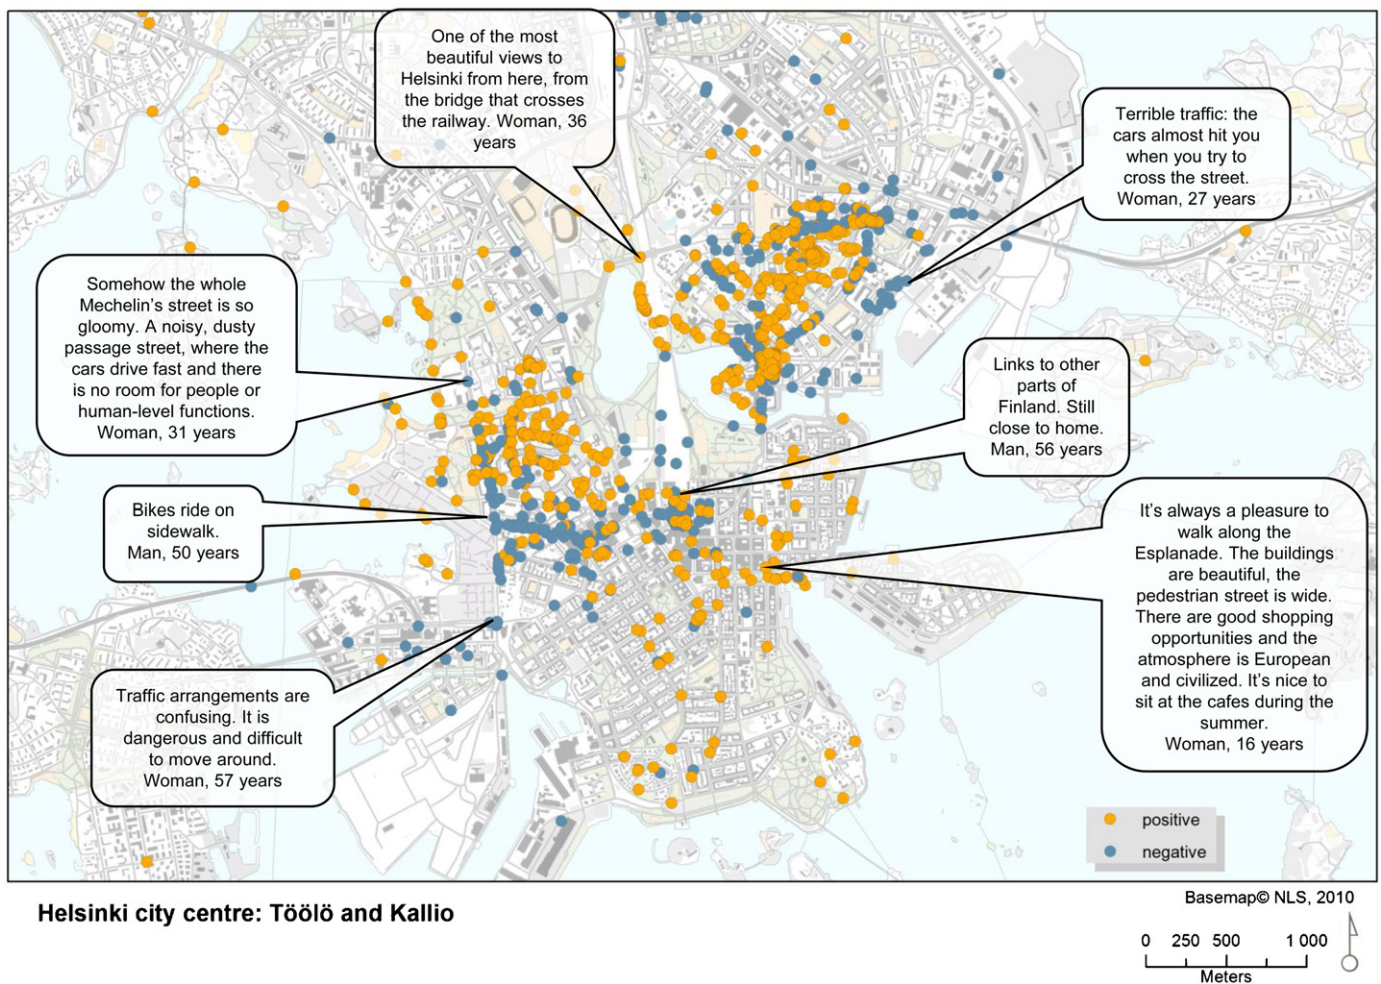 One of the most
beautiful views to
Helsinki from here, from
the bridge that crosses
the railway. Woman, 36
years
Terrible traffic: the
cars almost hit you
when you try to
cross the street.
Woman, 27 years
Somehow the whole
Mechelin's street is so
gloomy. A noisy, dusty
passage street, where the
cars drive fast and there
is no room for people or
human-level functions.
Woman, 31 years
Links to other
parts of
Finland. Still
close to home.
Man, 56 years
Bikes ride on
sidewalk.
Man, 50 years
It's always a pleasure to
walk along the
Esplanade. The buildings
are beautiful, the
pedestrian street is wide.
There are good shopping
opportunities and the
atmosphere is European
and civilized. It's nice to
sit at the cafes during the
summer.
Woman, 16 years
Traffic arrangements are
confusing. It is
dangerous and difficult
to move around.
Woman, 57 years
positive
negative
Basemap© NLS, 2010
Helsinki city centre: Töölö and Kallio
0 250 500 1 000
Meters